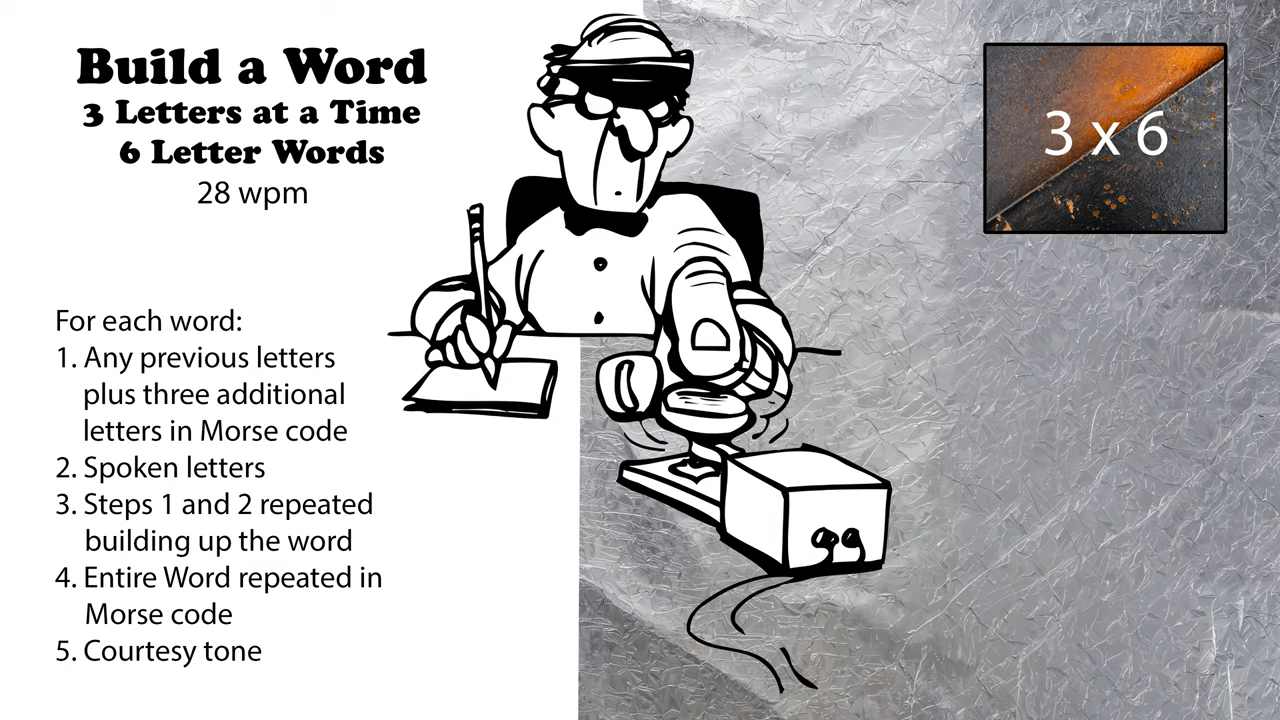 Build a Word
3 Letters at a Time
6 Letter Words
28 wpm
3 x 6
For each word:
1. Any previous letters
plus three additional
letters in Morse code
2. Spoken letters
3. Steps 1 and 2 repeated
building up the word
4. Entire Word repeated in
Morse code
5. Courtesy tone